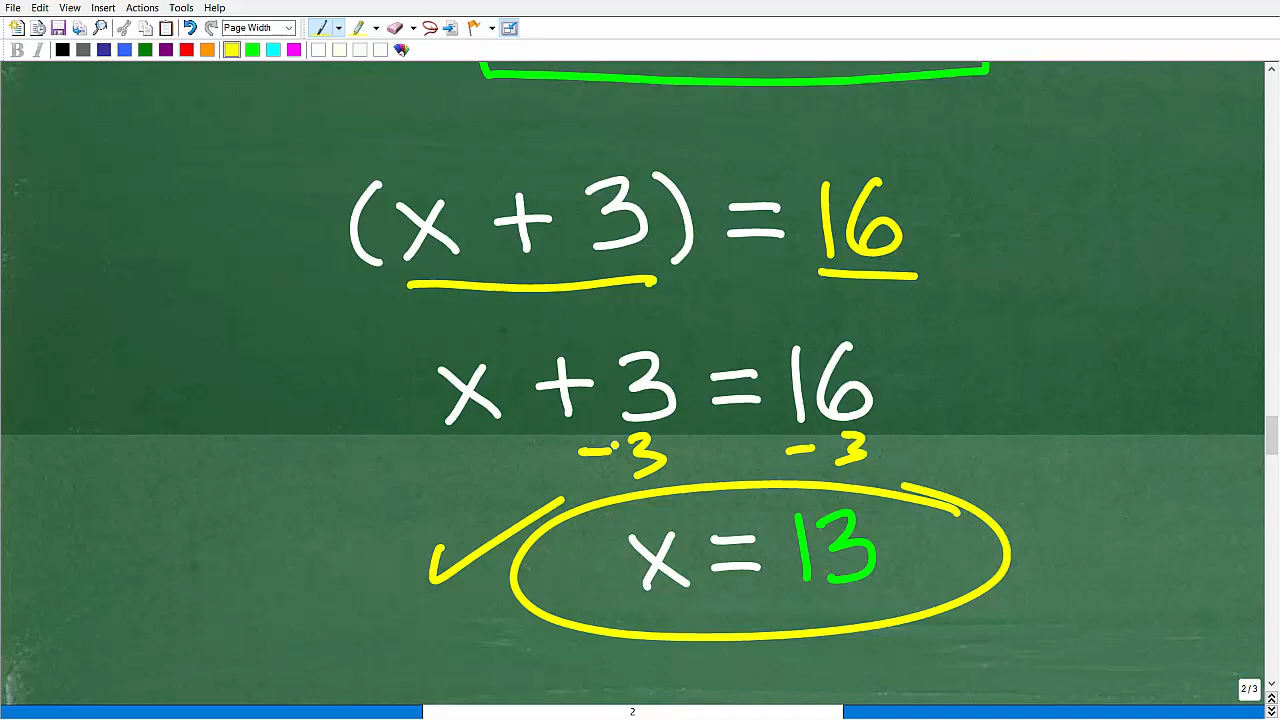 File Edit View Insert Actions Tools Help
Page Width
B I
(x + 3) = 16
x + 3 = 16
-3 -3
x = 13
2/3
2